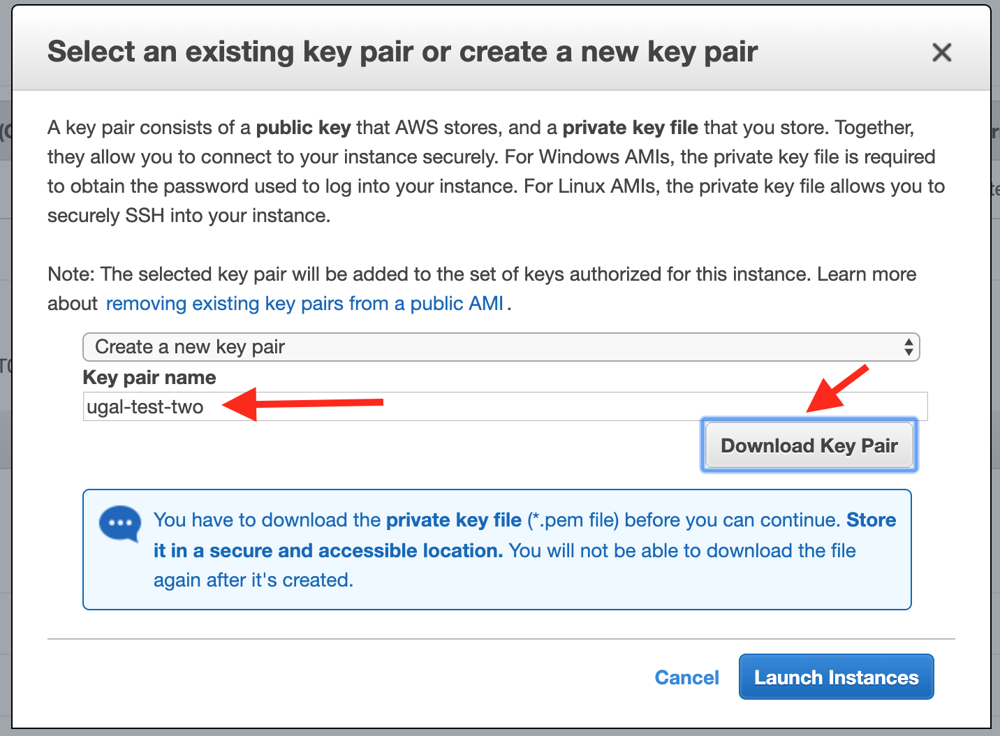 Select an existing key pair or create a new key pair
A key pair consists of a public key that AWS stores, and a private key file that you store. Together,
they allow you to connect to your instance securely. For Windows AMIs, the private key file is required
to obtain the password used to log into your instance. For Linux AMIs, the private key file allows you to
securely SSH into your instance.
Note: The selected key pair will be added to the set of keys authorized for this instance. Learn more
about removing existing key pairs from a public AMI .
Create a new key pair
Key pair name
ugal-test-two
Download Key Pair
You have to download the private key file (*.pem file) before you can continue. Store
it in a secure and accessible location. You will not be able to download the file
again after it's created.
Cancel
Launch Instances